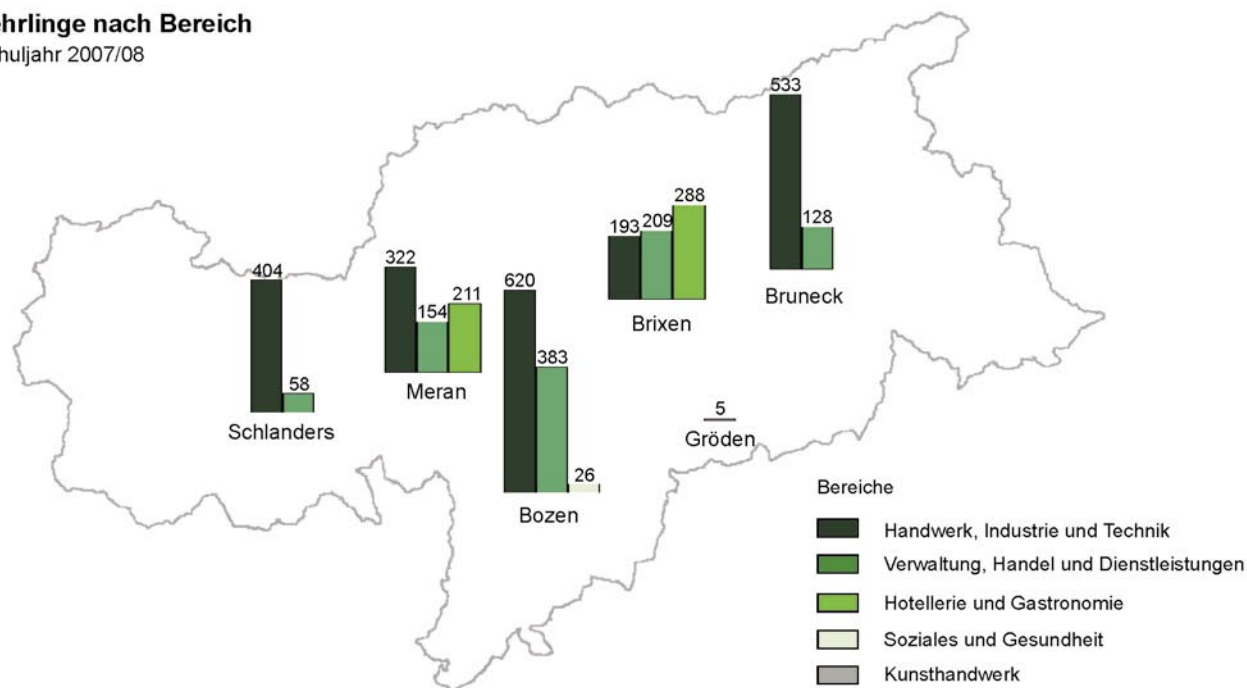 ehrlinge nach Bereich
huljahr 2007/08
533
128
Bruneck
193 209 288
Brixen
404
58
Schlanders
322
154
211
Meran
620
383
26
Bozen
5
Gröden
Bereiche
Handwerk, Industrie und Technik
Verwaltung, Handel und Dienstleistungen
Hotellerie und Gastronomie
Soziales und Gesundheit
Kunsthandwerk